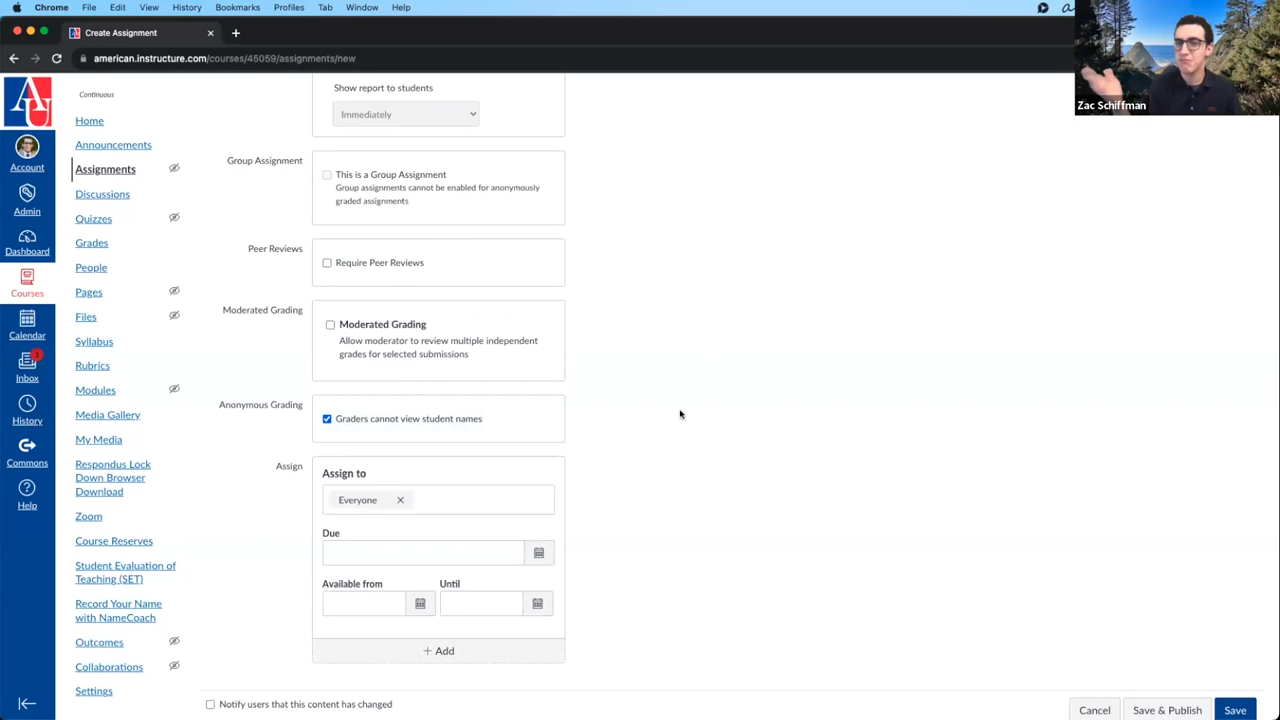 Chrome File Edit View History Bookmarks Profiles Tab Window Help
Create Assignment
american.instructure.com/courses/45059/assignments/new
Zac Schiffman
AU
Account
Admin
Dashboard
Courses
Calendar
Inbox
History
Commons
Help
Continuous
Home
Announcements
Assignments
Discussions
Quizzes
Grades
People
Pages
Files
Syllabus
Rubrics
Modules
Media Gallery
My Media
Respondus Lock
Down Browser
Download
Zoom
Course Reserves
Student Evaluation of
Teaching (SET)
Record Your Name
with NameCoach
Outcomes
Collaborations
Settings
Show report to students
Immediately
Group Assignment
This is a Group Assignment
Group assignments cannot be enabled for anonymously
graded assignments
Peer Reviews
Require Peer Reviews
Moderated Grading
Moderated Grading
Allow moderator to review multiple independent
grades for selected submissions
Anonymous Grading
Graders cannot view student names
Assign
Assign to
Everyone
Due
Available from Until
+ Add
Notify users that this content has changed
Cancel Save & Publish Save